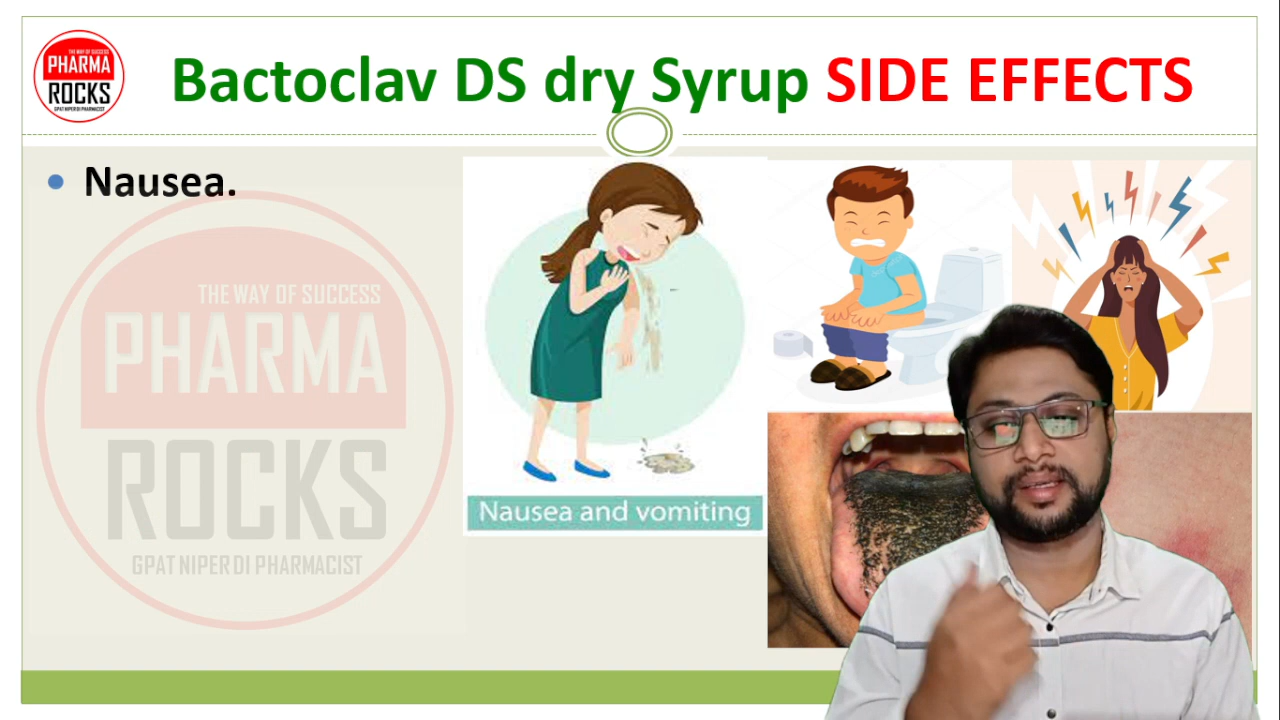 THE WAY OF SUCCESS
PHARMA
ROCKS
GPAT NIPER DI PHARMACIST
Bactoclav DS dry Syrup SIDE EFFECTS
• Nausea.
THE WAY OF SUCCESS
PHARMA
ROCKS
GPAT NIPER DI PHARMACIST
Nausea and vomiting